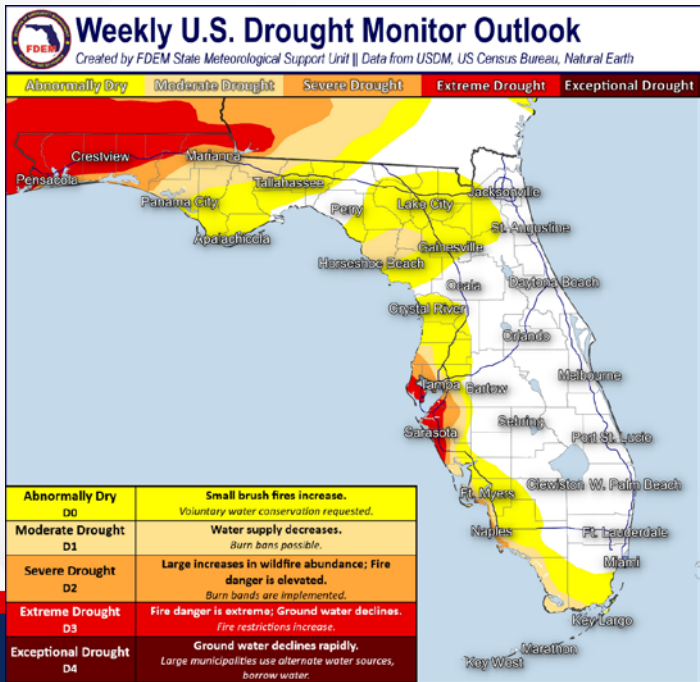 FDEM
Weekly U.S. Drought Monitor Outlook
Created by FDEM State Meteorological Support Unit || Data from USDM, US Census Bureau, Natural Earth
Abnormally Dry Moderate Drought Severe Drought Extreme Drought Exceptional Drought
Crestview
Marianna
Pensacola
Tallahassee
Panama City
Apalachicola
Perry
Lake City
Jacksonville
St. Augustine
Gainesville
Horseshoe Beach
Ocala
Daytona Beach
Crystal River
Orlando
Tampa
Bartow
Melbourne
Sebring
Sarasota
Port St. Lucie
Clewiston
W. Palm Beach
Ft. Myers
Naples
Ft. Lauderdale
Miami
Key Largo
Marathon
Key West
Abnormally Dry
D0
Small brush fires increase.
Voluntary water conservation requested.
Moderate Drought
D1
Water supply decreases.
Burn bans possible.
Severe Drought
D2
Large increases in wildfire abundance; Fire
danger is elevated.
Burn bands are implemented.
Extreme Drought
D3
Fire danger is extreme; Ground water declines.
Fire restrictions increase.
Exceptional Drought
D4
Ground water declines rapidly.
Large municipalities use alternate water sources,
borrow water.